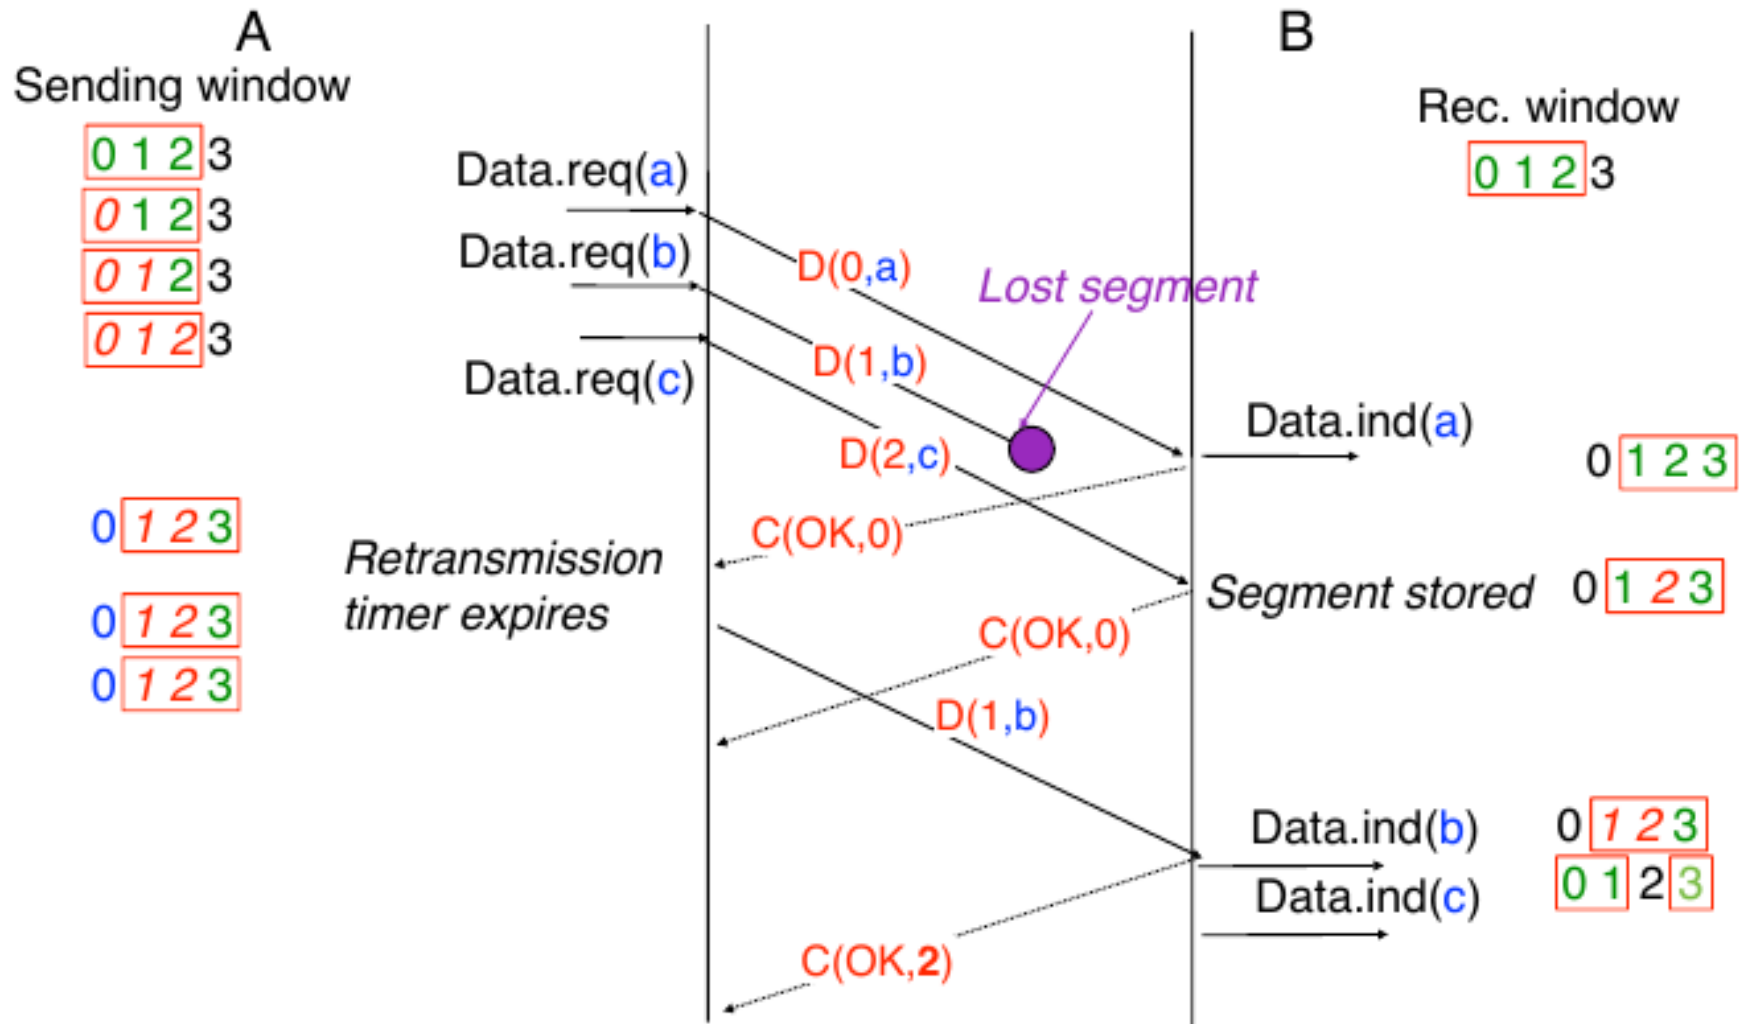 A
B
Sending window
Rec. window
0 1 2 3
0 1 2 3
Data.req(a)
0 1 2 3
Data.req(b)
D(0,a)
Lost segment
0 1 2 3
0 1 2 3
D(1,b)
Data.req(c)
Data.ind(a)
D(2,c)
0 1 2 3
0 1 2 3
C(OK,0)
Retransmission
timer expires
Segment stored
0 1 2 3
0 1 2 3
C(OK,0)
0 1 2 3
D(1,b)
Data.ind(b)
0 1 2 3
Data.ind(c)
0 1 2 3
C(OK,2)